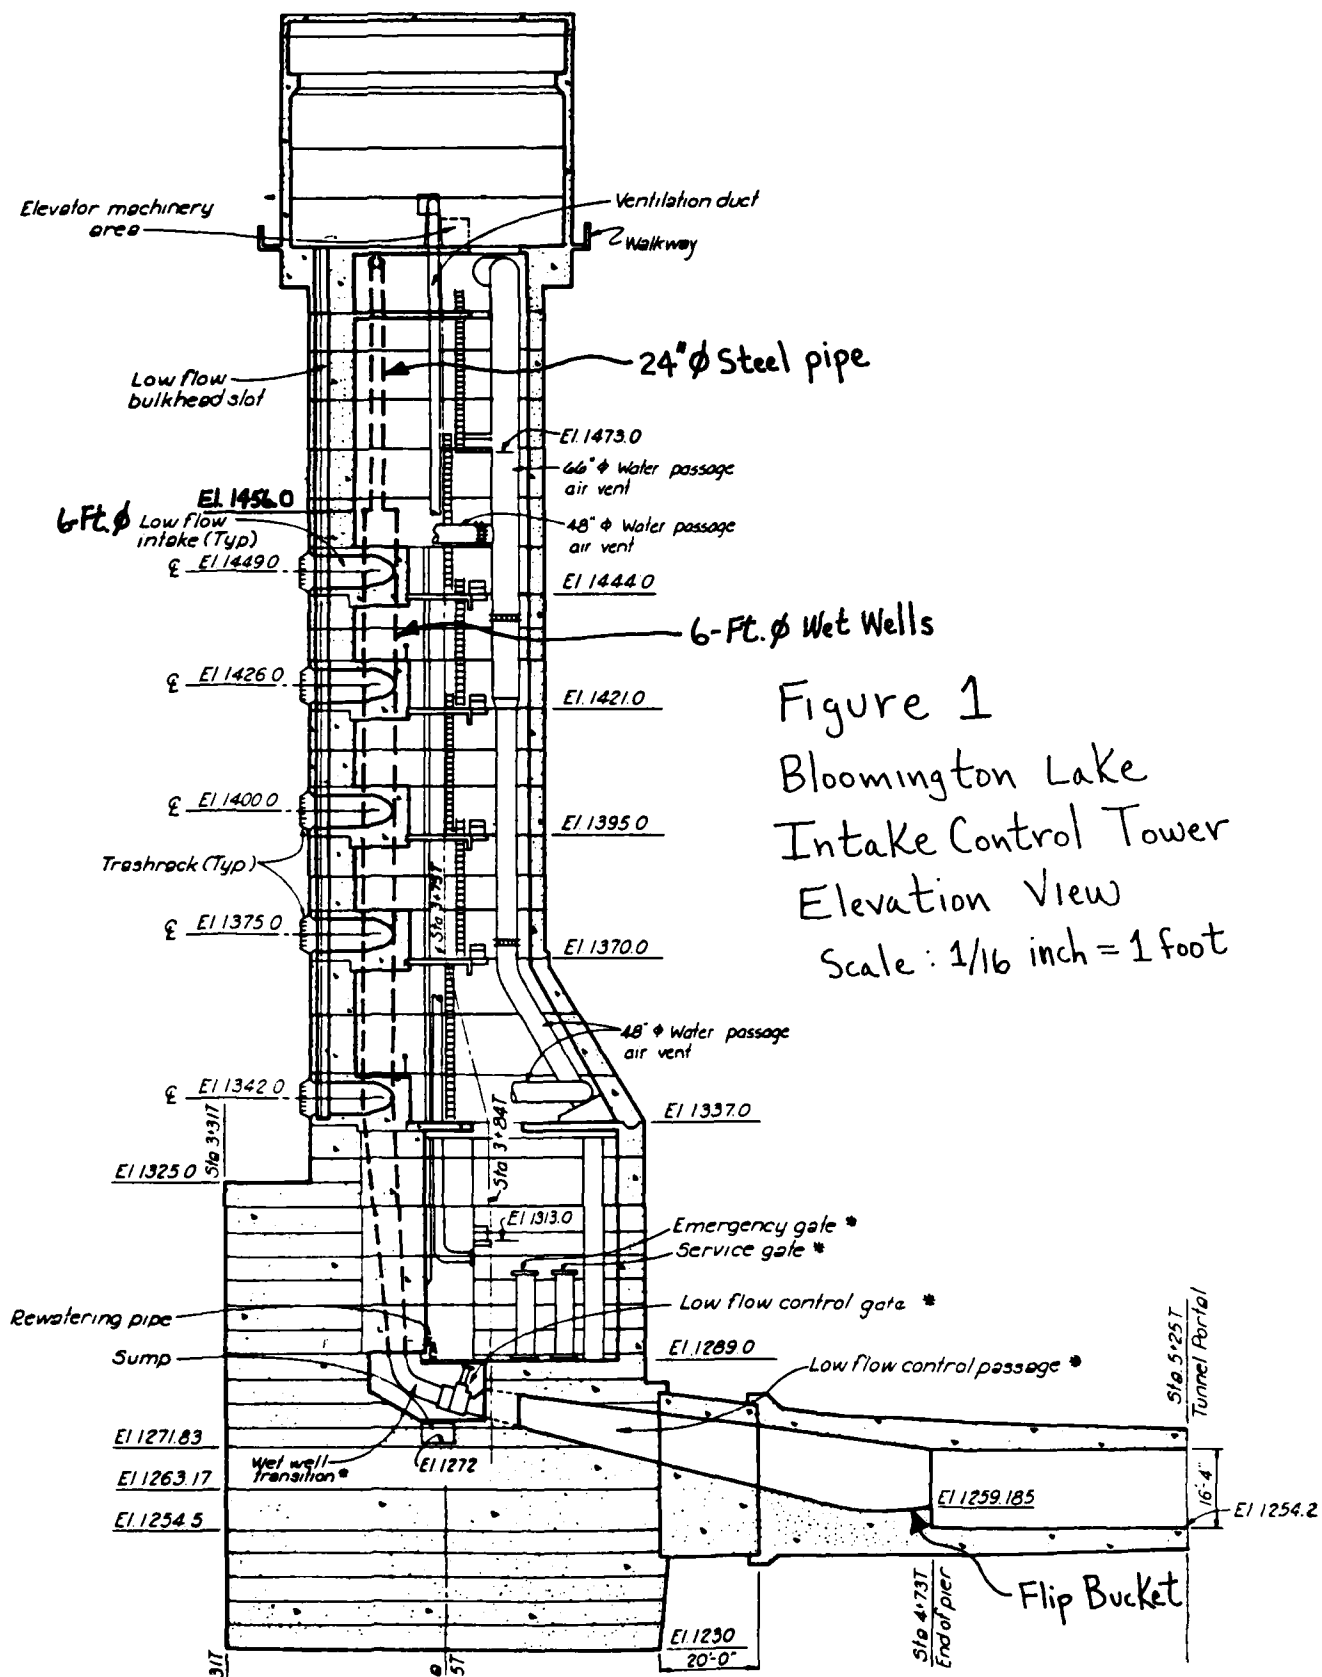 Elevator machinery
area
Ventilation duct
Walkway
24"ϕ Steel pipe
Low flow
bulkhead slot
El. 1473.0
66" ϕ Water passage
air vent
El. 1456.0
6-Ft. ϕ Low flow
intake (Typ)
48" ϕ Water passage
air vent
℄ El 1449.0
El 1444.0
6-Ft. ϕ Wet Wells
℄ El 1426.0
El. 1421.0
Figure 1
Bloomington Lake
Intake Control Tower
Elevation View
Scale : 1/16 inch = 1 foot
℄ El. 1400.0
El. 1395.0
Trashrack (Typ)
℄ Sta 3+75T
℄ El 1375.0
El. 1370.0
48" ϕ Water passage
air vent
℄ El 1342.0
El 1337.0
Sta 3+31T
Sta 3+84T
El 1325.0
El 1313.0
Emergency gate *
Service gate *
Low flow control gate *
Rewatering pipe
Sump
El. 1289.0
Low flow control passage *
Sta 5+25T
Tunnel Portal
El 1271.83
Wet well
transition *
El 1272
El 1263.17
El 1254.5
El 1259.185
16'-4"
El 1254.2
Flip Bucket
Sta 4+73T
End of pier
El. 1230
20'-0"
31T
5T